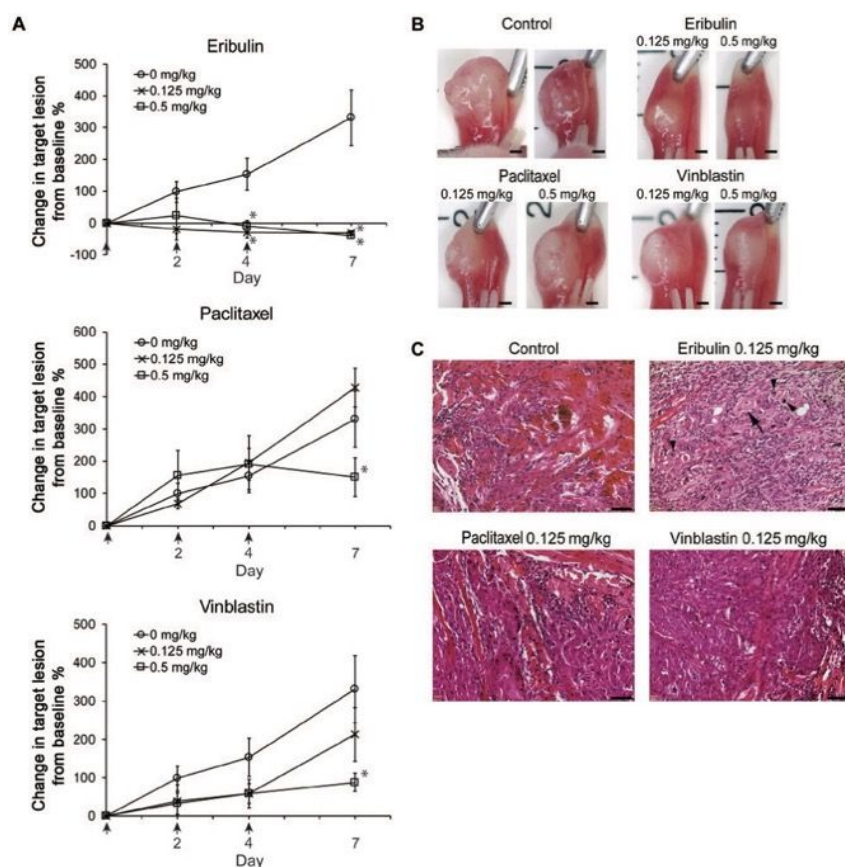 A
Eribulin
Change in target lesion
from baseline %
500
400
300
200
100
0
-100
0 mg/kg
0.125 mg/kg
0.5 mg/kg
*
*
*
*
2
4
7
Day
Paclitaxel
Change in target lesion
from baseline %
600
500
400
300
200
100
0
0 mg/kg
0.125 mg/kg
0.5 mg/kg
*
2
4
7
Day
Vinblastin
Change in target lesion
from baseline %
500
400
300
200
100
0
0 mg/kg
0.125 mg/kg
0.5 mg/kg
*
2
4
7
Day
B
Control
Eribulin
0.125 mg/kg 0.5 mg/kg
Paclitaxel
0.125 mg/kg 0.5 mg/kg
Vinblastin
0.125 mg/kg 0.5 mg/kg
C
Control
Eribulin 0.125 mg/kg
Paclitaxel 0.125 mg/kg
Vinblastin 0.125 mg/kg